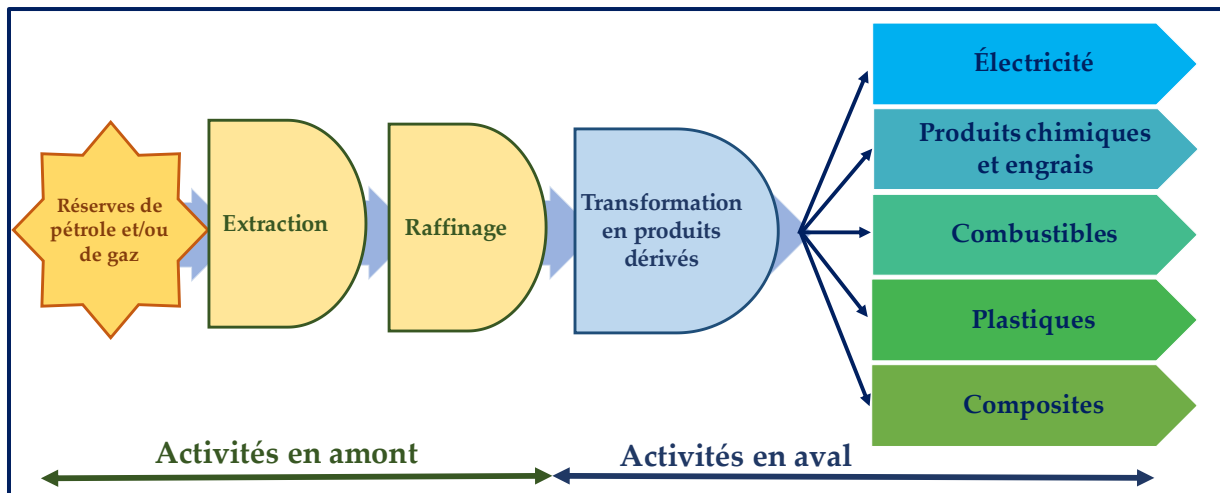 Réserves de
pétrole et/ou
de gaz
Extraction
Raffinage
Transformation
en produits
dérivés
Électricité
Produits chimiques
et engrais
Combustibles
Plastiques
Composites
Activités en amont
Activités en aval